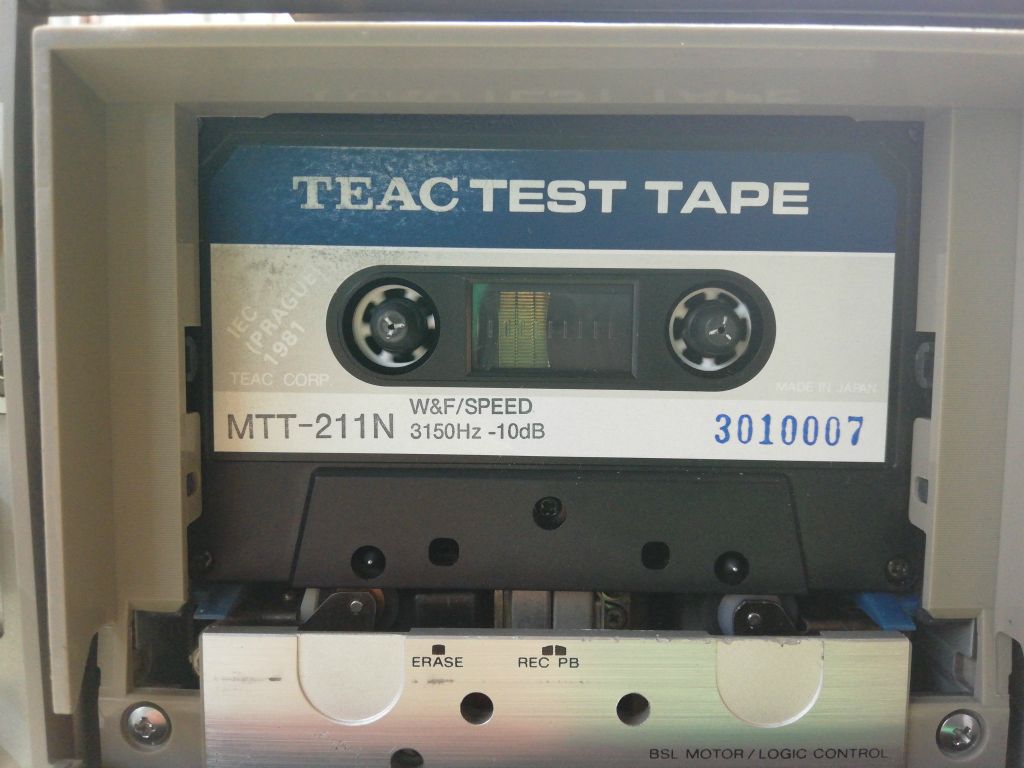 TEAC TEST TAPE
IEC
(PRAGUE)
1981
TEAC CORP.
MADE IN JAPAN
MTT-211N
W&F/SPEED
3150Hz -10dB
3010007
ERASE
REC PB
BSL MOTOR/LOGIC CONTROL